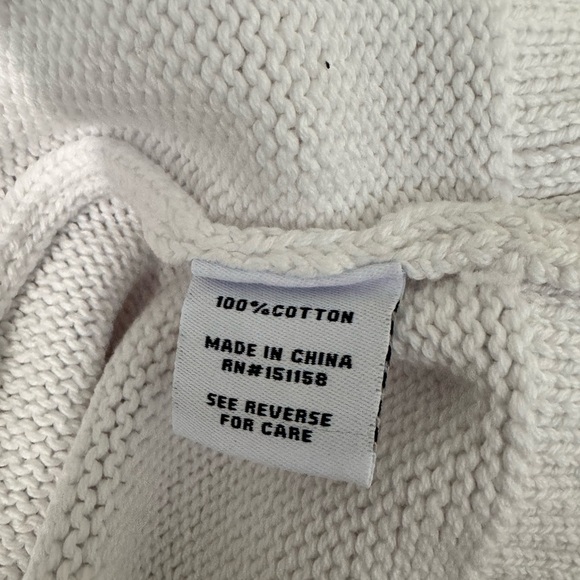 100%COTTON
MADE IN CHINA
RN#151158
SEE REVERSE
FOR CARE